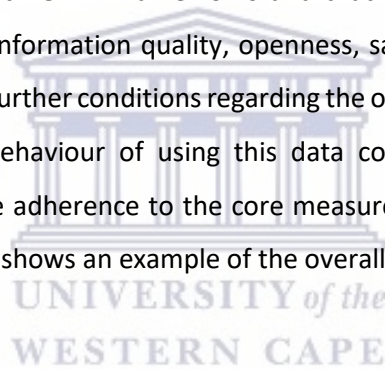 nformation quality, openness, sa
urther conditions regarding the o
ehaviour of using this data co
e adherence to the core measure
shows an example of the overall
UNIVERSITY of the
WESTERN CAPE